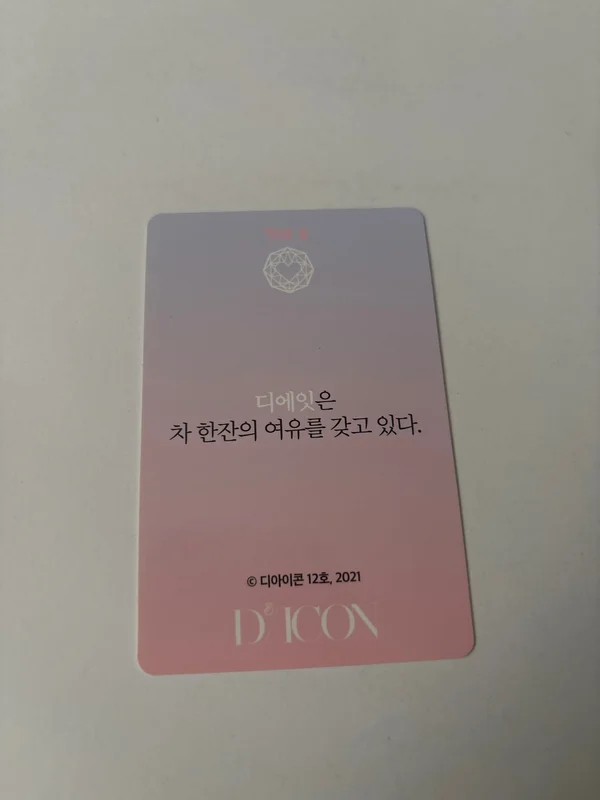 디에잇은
차 한잔의 여유를 갖고 있다.
© 디아이콘 12호, 2021
D ICON